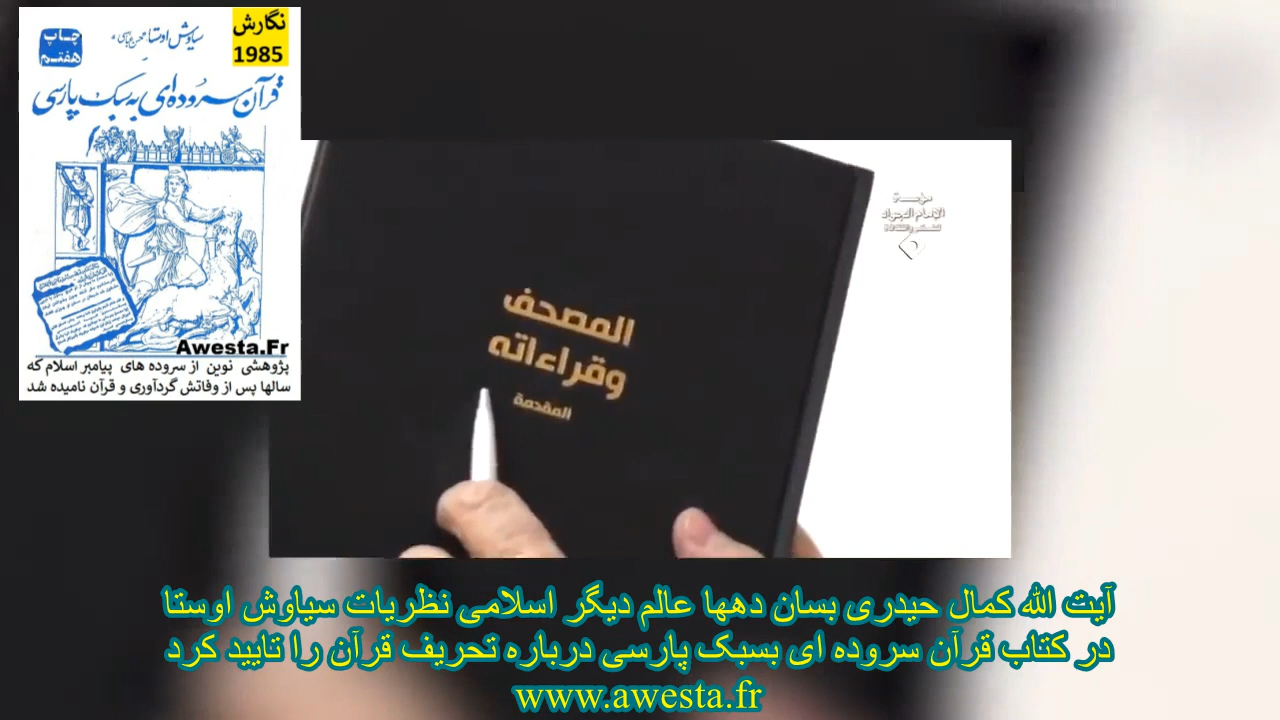 نگارش
1985
چاپ
هفتم
سیاوش اوستا
قرآن سروده‌ای به سبک پارسی
Awesta.Fr
پژوهشی نوین از سروده های پیامبر اسلام که
سالها پس از وفاتش گردآوری و قرآن نامیده شد
مؤسسة
الإمام الجواد
المصحف
وقراءاته
المقدمة
آیت الله کمال حیدری بسان دهها عالم دیگر اسلامی نظریات سیاوش اوستا
در کتاب قرآن سروده ای بسبک پارسی درباره تحریف قرآن را تایید کرد
www.awesta.fr